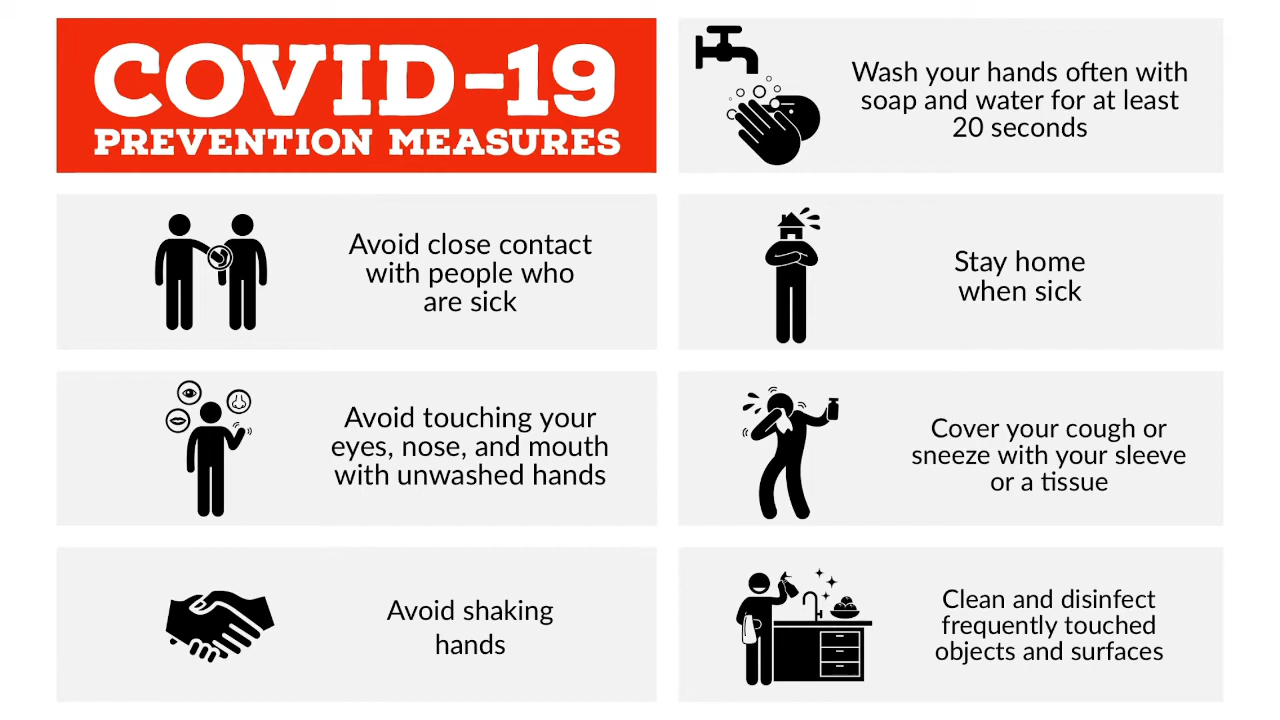 COVID-19
PREVENTION MEASURES
Wash your hands often with
soap and water for at least
20 seconds
Avoid close contact
with people who
are sick
Stay home
when sick
Avoid touching your
eyes, nose, and mouth
with unwashed hands
Cover your cough or
sneeze with your sleeve
or a tissue
Avoid shaking
hands
Clean and disinfect
frequently touched
objects and surfaces